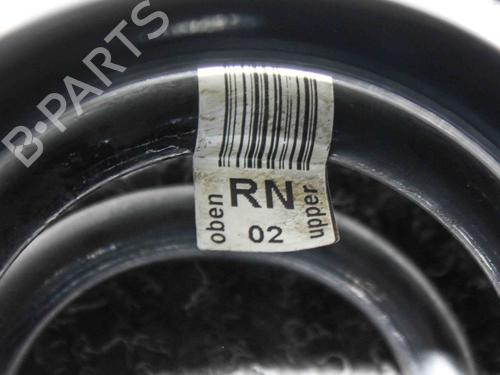 B-PARTS
oben
RN
02
upper